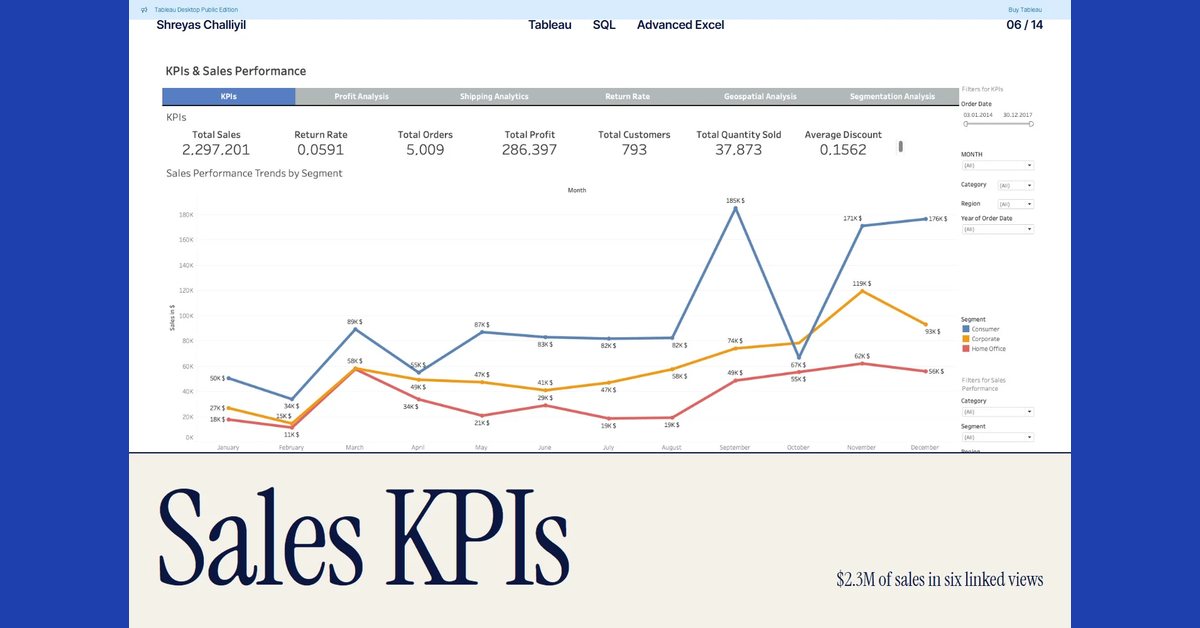 Tableau Desktop Public Edition
Buy Tableau
Shreyas Challiyil
Tableau SQL Advanced Excel
06 / 14
KPIs & Sales Performance
KPIs Profit Analysis Shipping Analytics Return Rate Geospatial Analysis Segmentation Analysis
KPIs
Total Sales Return Rate Total Orders Total Profit Total Customers Total Quantity Sold Average Discount
2,297,201 0.0591 5,009 286,397 793 37,873 0.1562
Sales Performance Trends by Segment
Month
Sales in $
180K
160K
140K
120K
100K
80K
60K
40K
20K
0K
50K $ 34K $ 89K $ 55K $ 87K $ 83K $ 82K $ 82K $ 185K $ 67K $ 171K $ 176K $
27K $ 15K $ 58K $ 49K $ 47K $ 41K $ 47K $ 58K $ 74K $ 119K $ 93K $
18K $ 11K $ 34K $ 21K $ 29K $ 19K $ 19K $ 49K $ 55K $ 62K $ 56K $
January February March April May June July August September October November December
Filters for KPIs
Order Date
03.01.2014 30.12.2017
MONTH
(All)
Category (All)
Region (All)
Year of Order Date
(All)
Segment
Consumer
Corporate
Home Office
Filters for Sales
Performance
Category
(All)
Segment
(All)
Sales KPIs
$2.3M of sales in six linked views